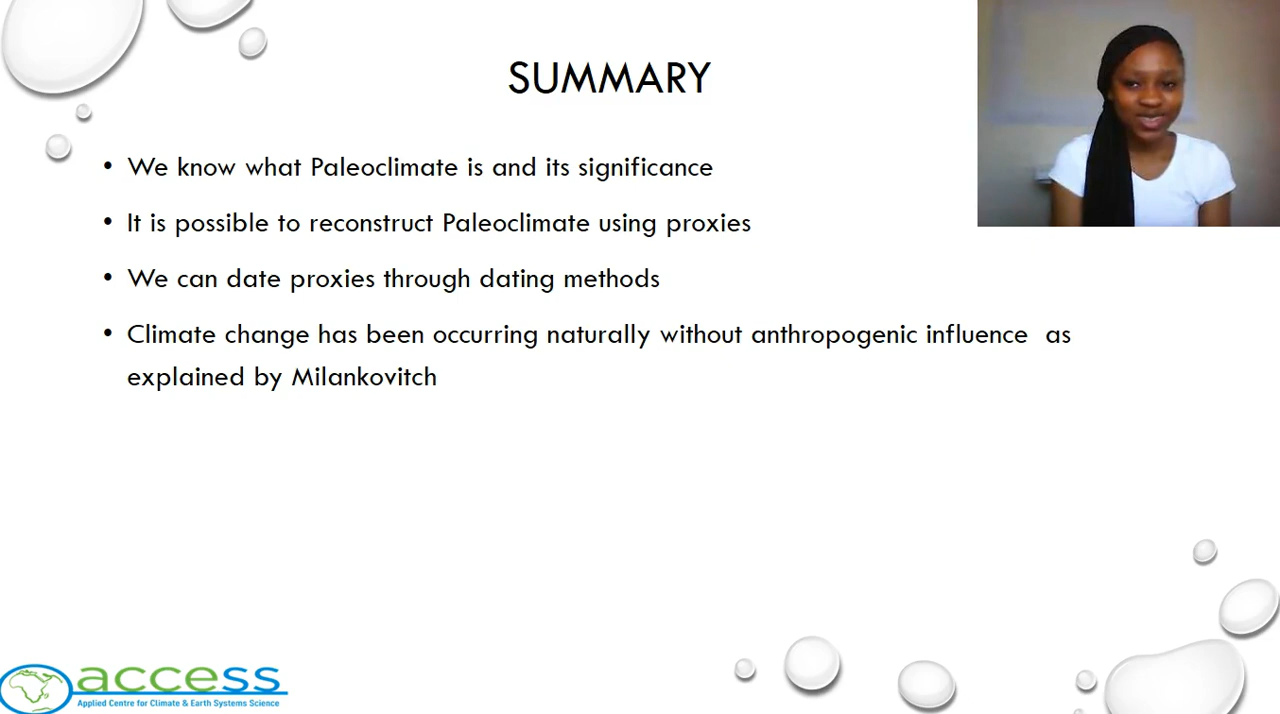 SUMMARY
• We know what Paleoclimate is and its significance
• It is possible to reconstruct Paleoclimate using proxies
• We can date proxies through dating methods
• Climate change has been occurring naturally without anthropogenic influence  as
explained by Milankovitch
access
Applied Centre for Climate & Earth Systems Science